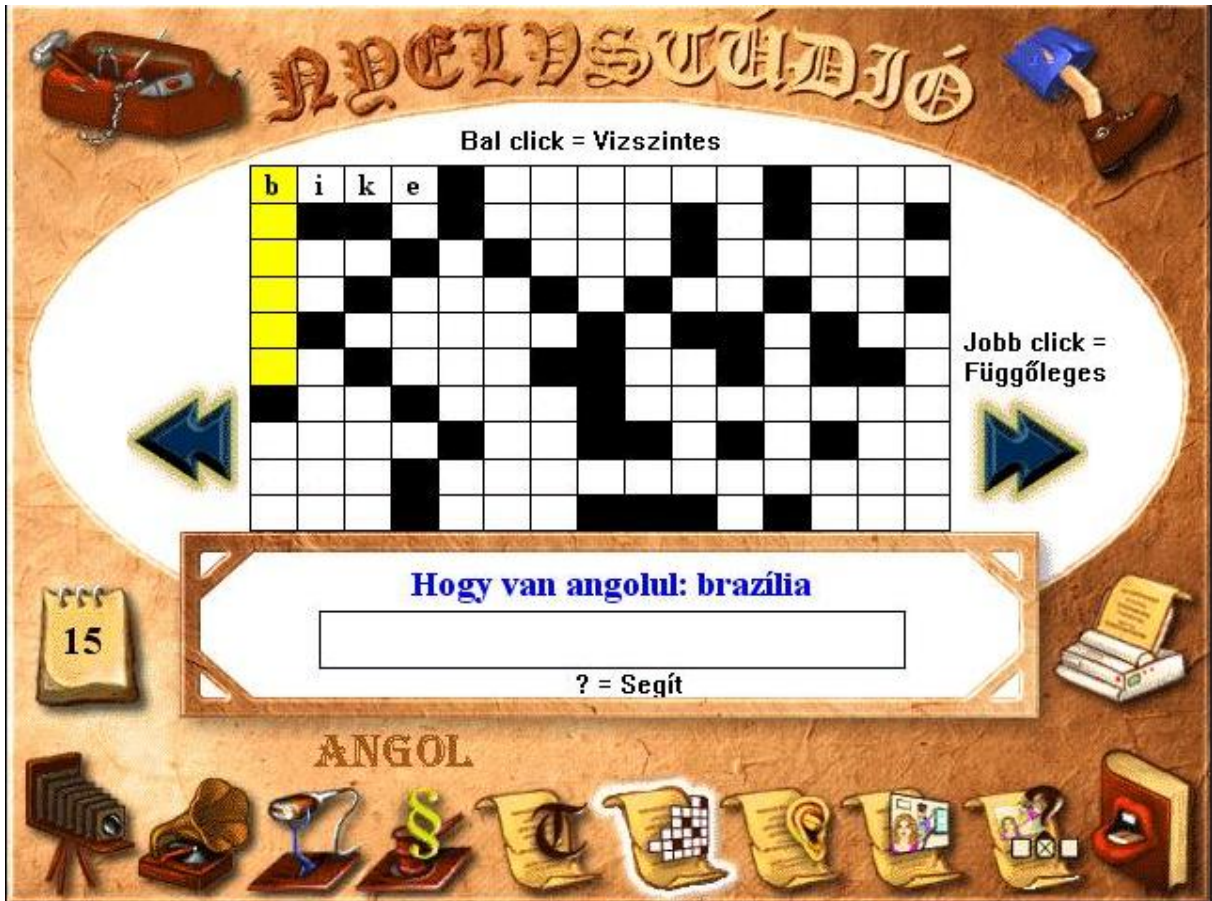 NYELVSTÚDIÓ
Bal click = Vizszintes
b i k e
Jobb click =
Függőleges
Hogy van angolul: brazília
15
? = Segít
ANGOL
§
T